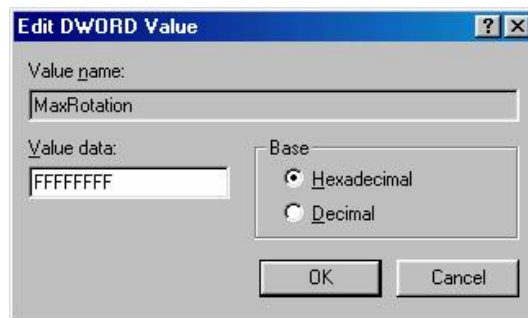 Edit DWORD Value
Value name:
MaxRotation
Value data:
FFFFFFFF
Base
Hexadecimal
Decimal
OK
Cancel